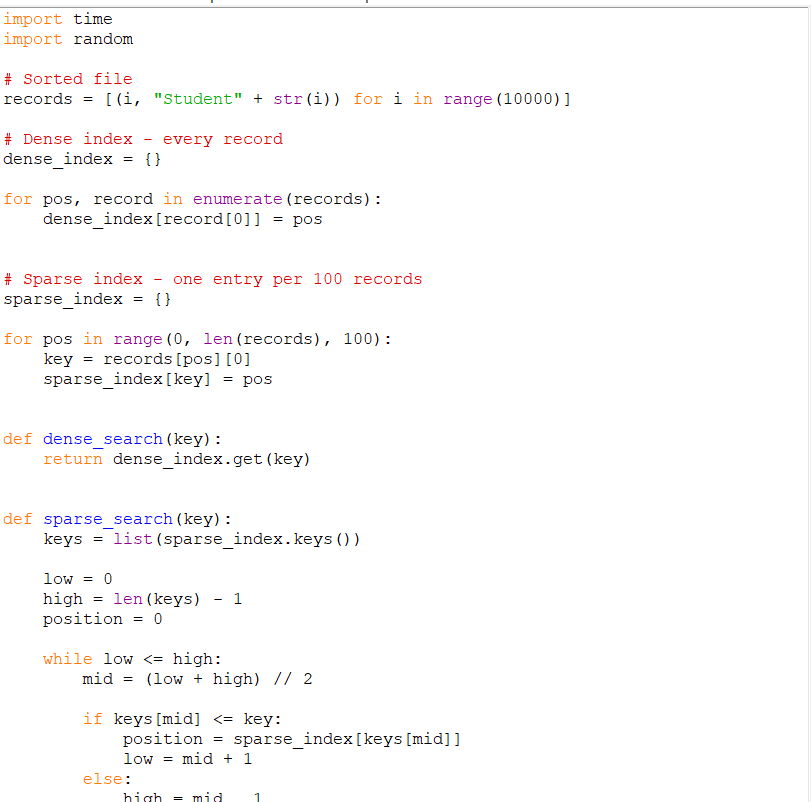 import time
import random

# Sorted file
records = [(i, "Student" + str(i)) for i in range(10000)]

# Dense index - every record
dense_index = {}

for pos, record in enumerate(records):
    dense_index[record[0]] = pos


# Sparse index - one entry per 100 records
sparse_index = {}

for pos in range(0, len(records), 100):
    key = records[pos][0]
    sparse_index[key] = pos


def dense_search(key):
    return dense_index.get(key)


def sparse_search(key):
    keys = list(sparse_index.keys())

    low = 0
    high = len(keys) - 1
    position = 0

    while low <= high:
        mid = (low + high) // 2

        if keys[mid] <= key:
            position = sparse_index[keys[mid]]
            low = mid + 1
        else:
            high = mid   1